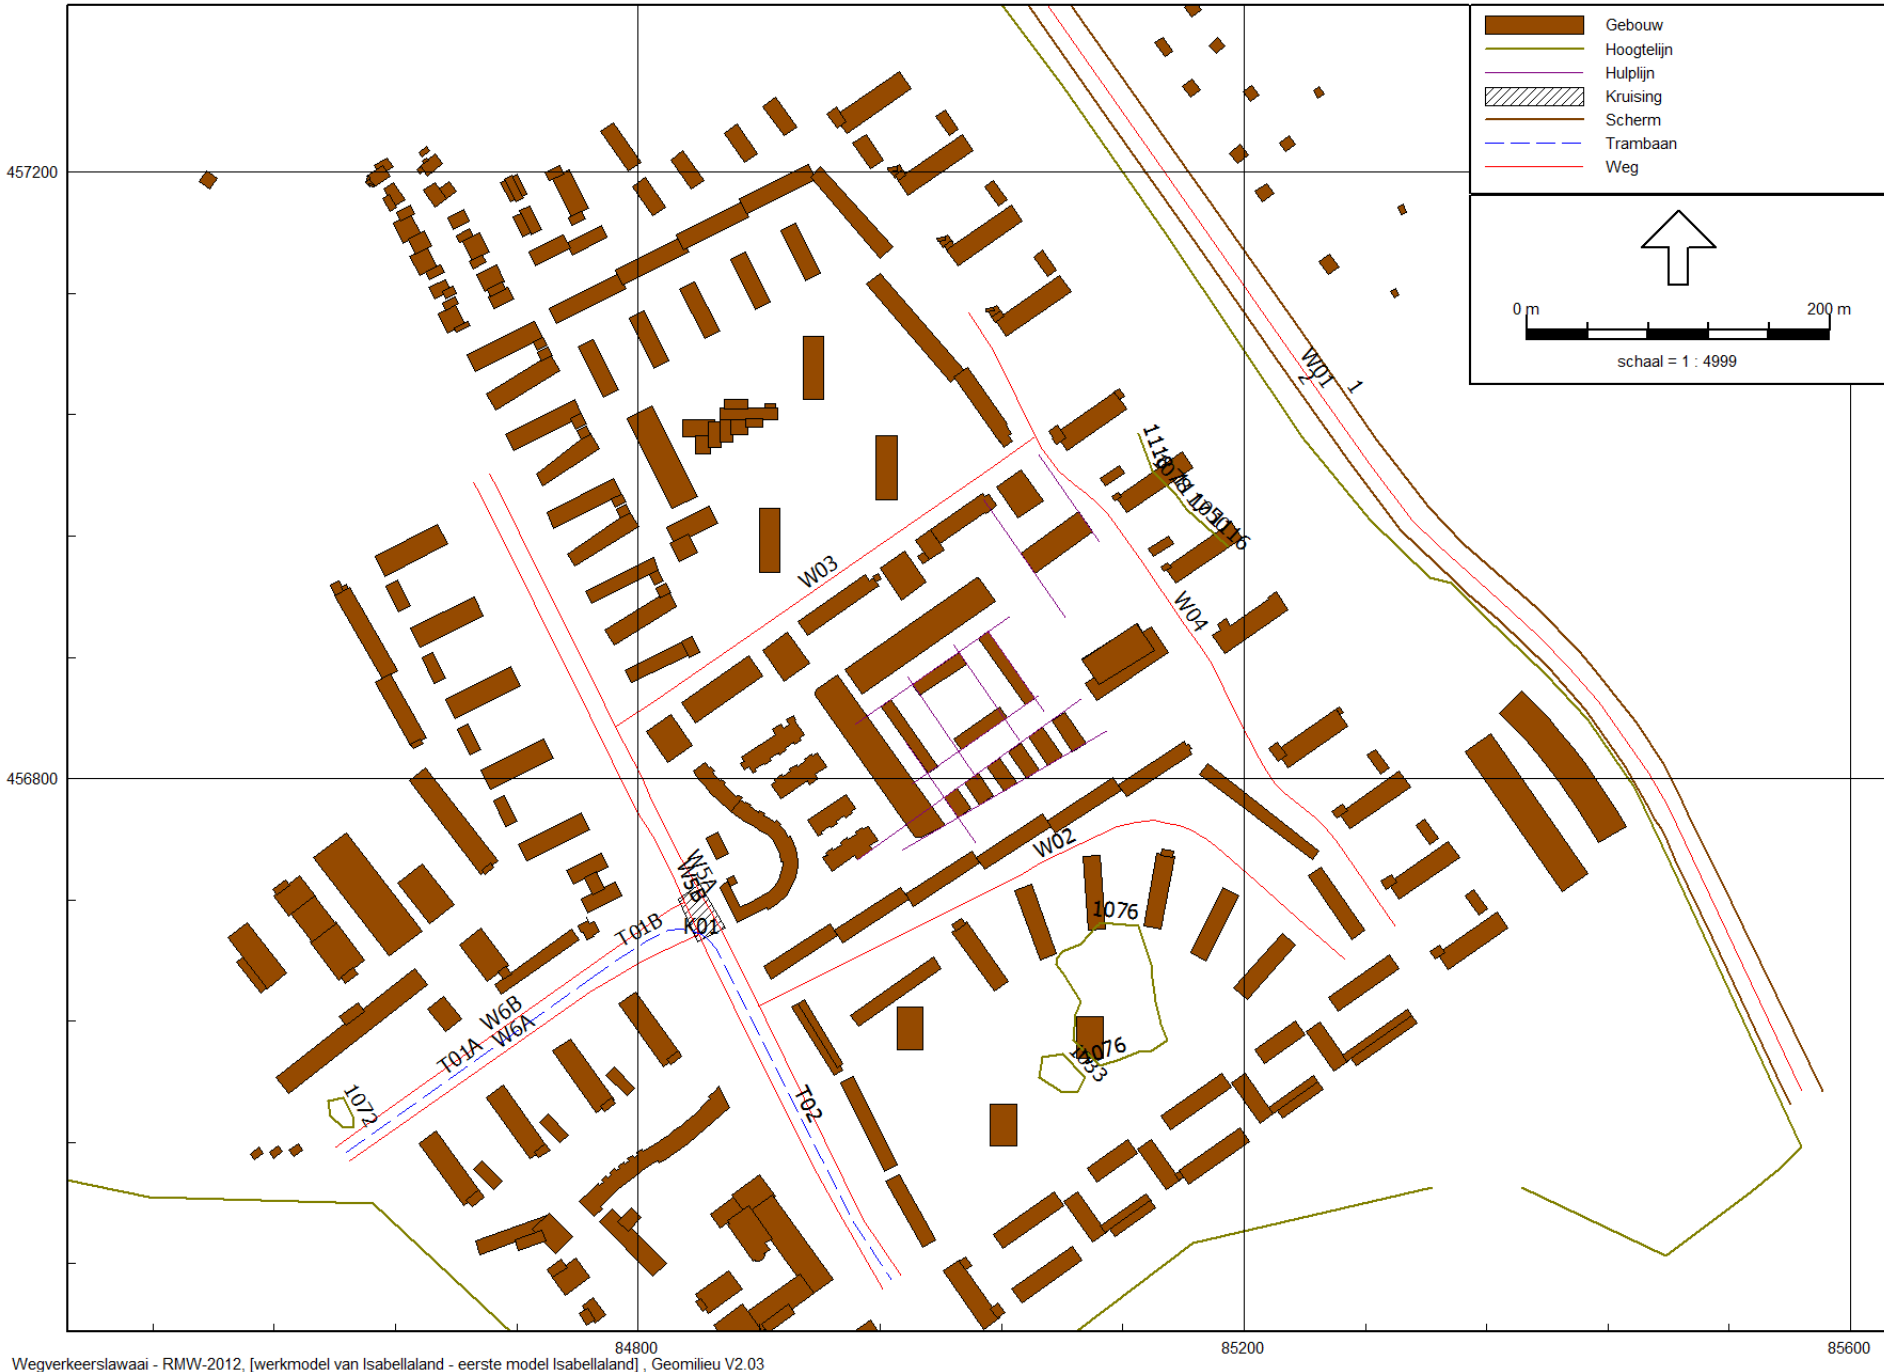 Gebouw
Hoogtelijn
Hulplijn
Kruising
Scherm
Trambaan
Weg
0 m 200 m
schaal = 1 : 4999
457200
456800
84800 85200 85600
W01
1
2
1116
W03
W04
W02
W5A
W5B
K01
T01B
1076
W6B
W6A
T01A
1076
1072
T02
Wegverkeerslawaai - RMW-2012, [werkmodel van Isabellaland - eerste model Isabellaland] , Geomilieu V2.03